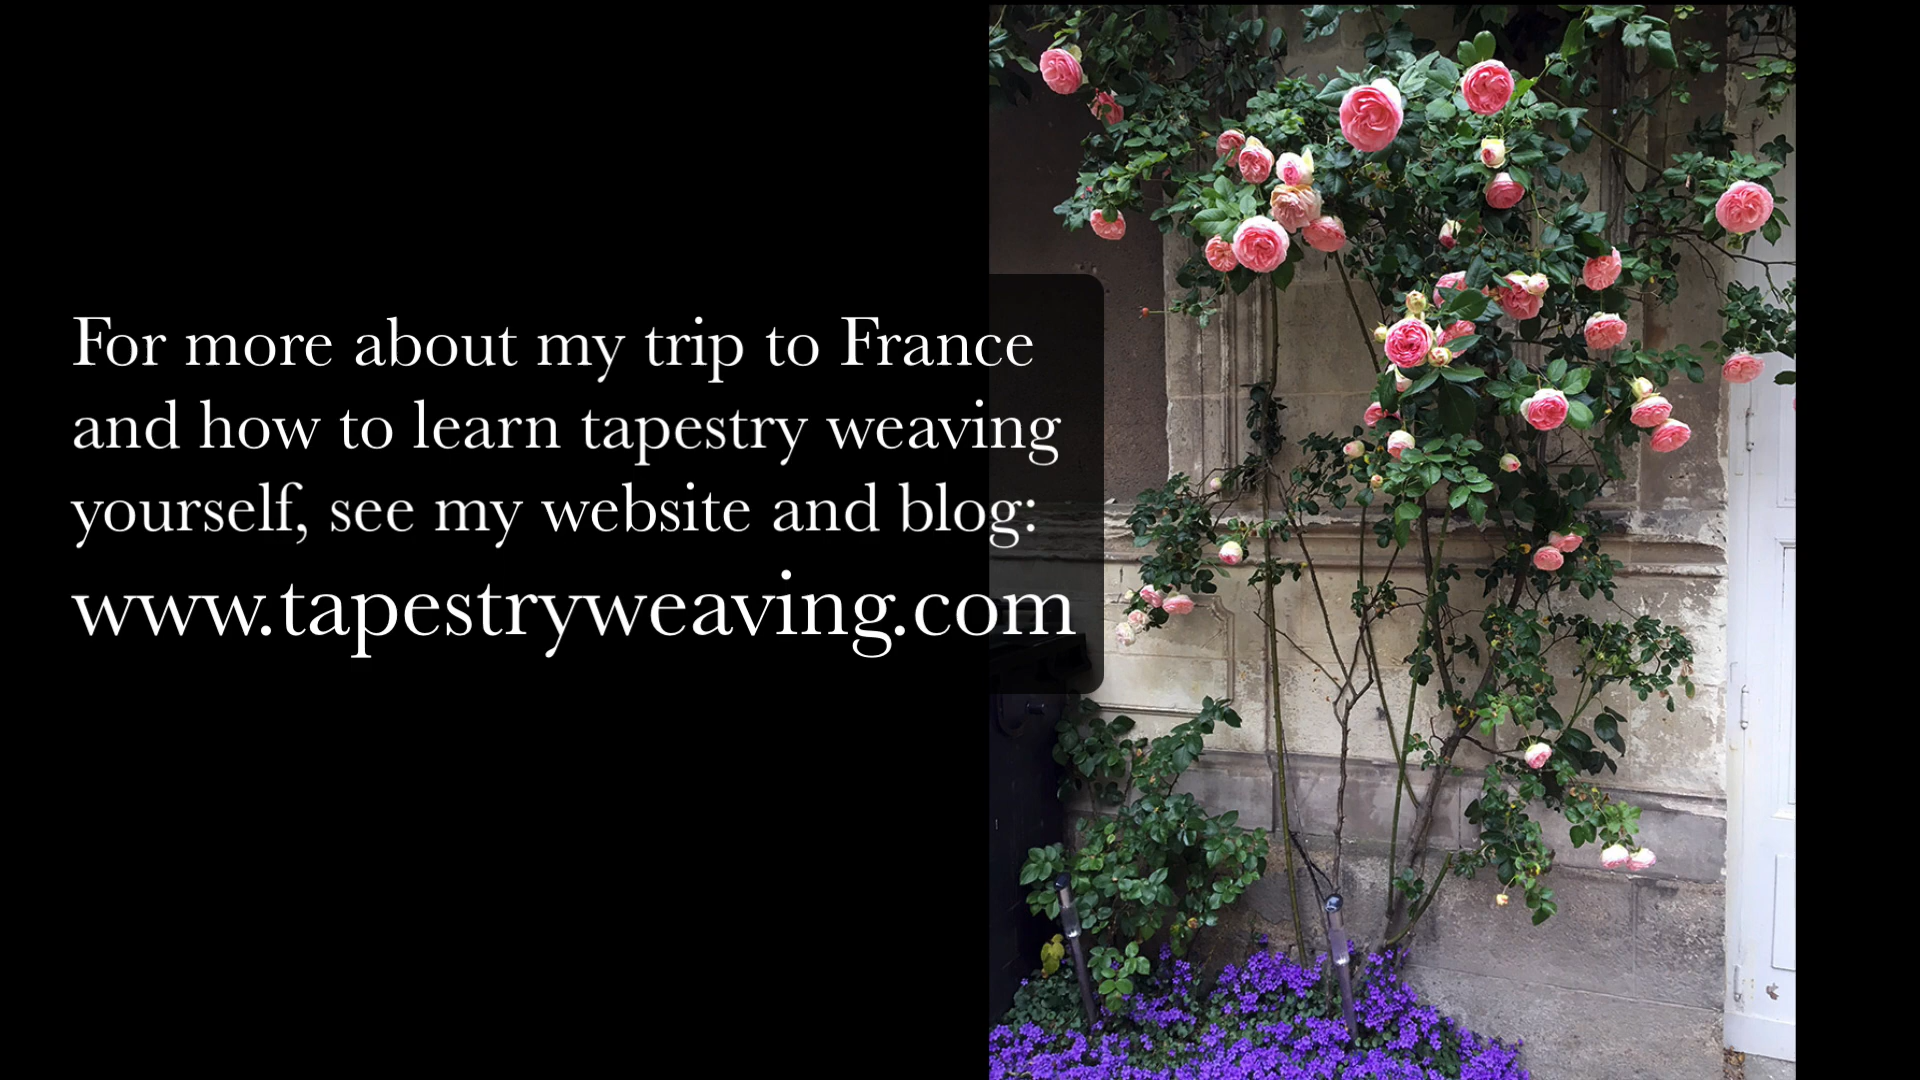 For more about my trip to France
and how to learn tapestry weaving
yourself, see my website and blog:
www.tapestryweaving.com